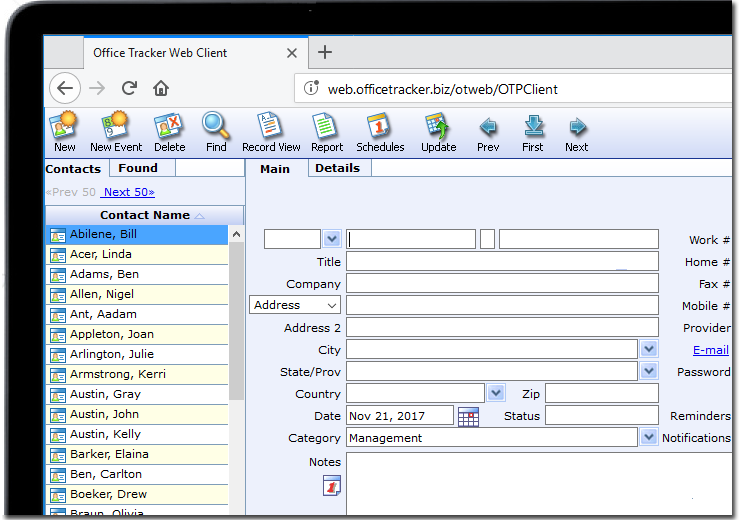 Office Tracker Web Client
web.officetracker.biz/otweb/OTPClient
New New Event Delete Find Record View Report Schedules Update Prev First Next
Contacts Found
Main Details
«Prev 50 Next 50»
Contact Name
Abilene, Bill
Acer, Linda
Adams, Ben
Allen, Nigel
Ant, Aadam
Appleton, Joan
Arlington, Julie
Armstrong, Kerri
Austin, Gray
Austin, John
Austin, Kelly
Barker, Elaina
Ben, Carlton
Boeker, Drew
Braun, Olivia
Work #
Title Home #
Company Fax #
Address Mobile #
Address 2 Provider
City E-mail
State/Prov Password
Country Zip
Date Nov 21, 2017 Status Reminders
Category Management Notifications
Notes